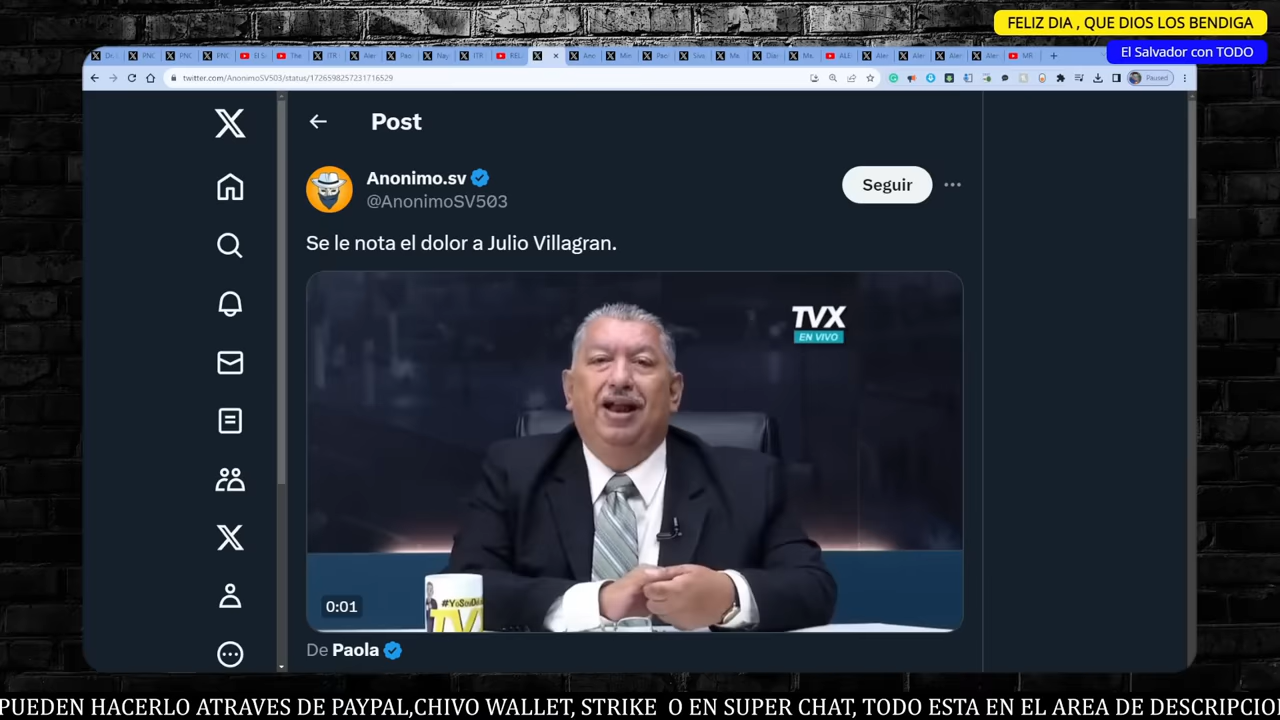 FELIZ DIA , QUE DIOS LOS BENDIGA
El Salvador con TODO
twitter.com/AnonimoSV503/status/1726598257231716529
Paused
Post
Anonimo.sv
@AnonimoSV503
Seguir
Se le nota el dolor a Julio Villagran.
TVX
EN VIVO
0:01
De Paola
PUEDEN HACERLO ATRAVES DE PAYPAL,CHIVO WALLET, STRIKE O EN SUPER CHAT, TODO ESTA EN EL AREA DE DESCRIPCIO